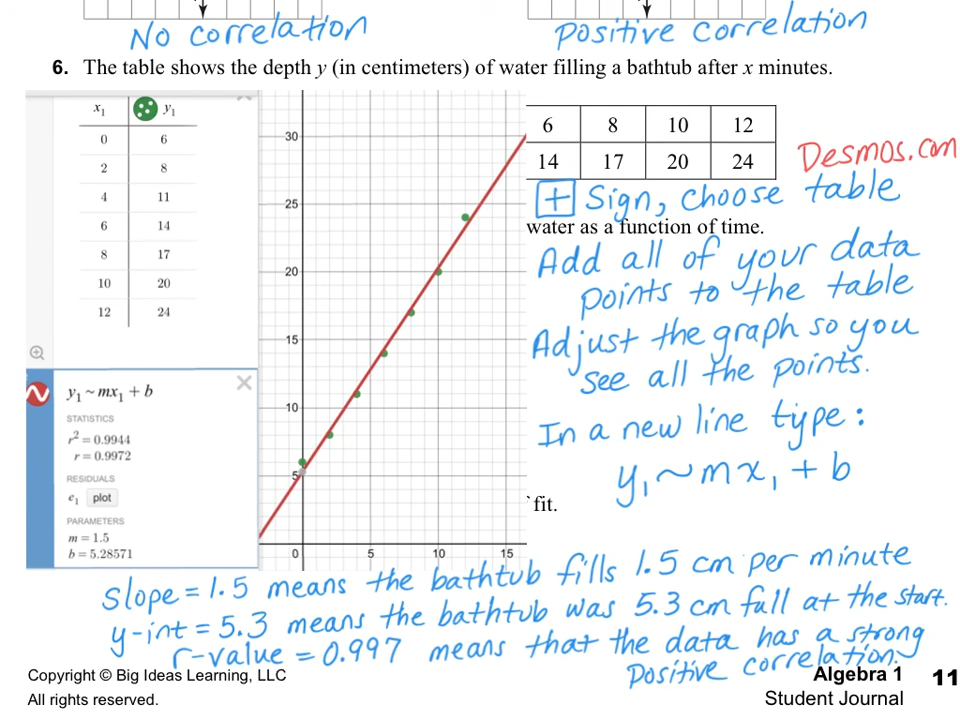 No correlation
Positive correlation
6. The table shows the depth y (in centimeters) of water filling a bathtub after x minutes.
x₁ y₁
0 6
2 8
4 11
6 14
8 17
10 20
12 24
30
25
20
15
10
5
0 5 10 15
6 8 10 12
14 17 20 24
Desmos.com
+ Sign, choose table
water as a function of time.
Add all of your data
points to the table
Adjust the graph so you
see all the points.
In a new line type:
y₁~mx₁ + b
fit.
y₁ ~ mx₁ + b
STATISTICS
r² = 0.9944
r = 0.9972
RESIDUALS
e₁ plot
PARAMETERS
m = 1.5
b = 5.28571
slope = 1.5 means the bathtub fills 1.5 cm per minute
y-int = 5.3 means the bathtub was 5.3 cm full at the start.
r-value = 0.997 means that the data has a strong
Positive correlation.
Copyright © Big Ideas Learning, LLC
All rights reserved.
Algebra 1 11
Student Journal